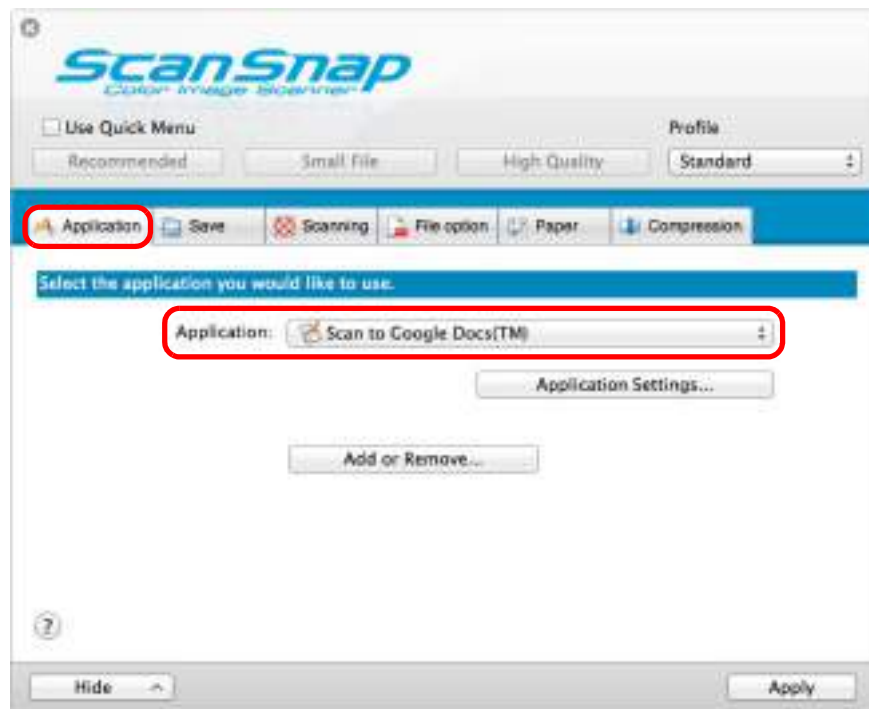 ScanSnap
Color Image Scanner
Use Quick Menu
Profile
Recommended Small File High Quality Standard
Application Save Scanning File option Paper Compression
Select the application you would like to use.
Application: Scan to Google Docs(TM)
Application Settings...
Add or Remove...
?
Hide Apply